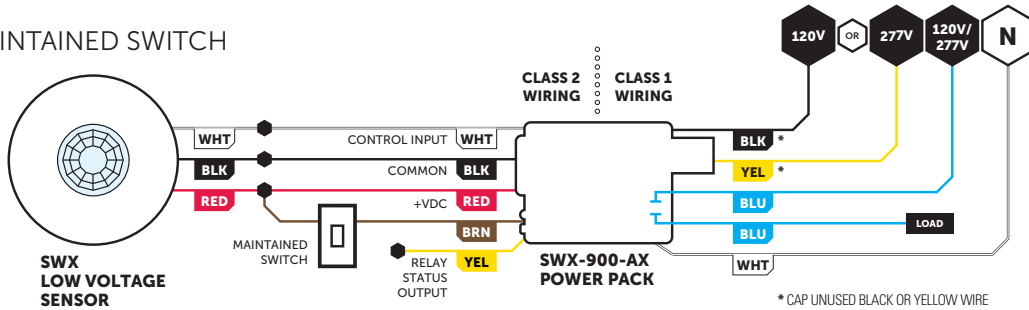 INTAINED SWITCH
120V
OR
277V
120V/
277V
N
CLASS 2
WIRING
CLASS 1
WIRING
WHT
CONTROL INPUT
WHT
BLK
COMMON
BLK
RED
+VDC
RED
BRN
MAINTAINED
SWITCH
RELAY
STATUS
OUTPUT
YEL
BLK *
YEL *
BLU
BLU
LOAD
WHT
SWX
LOW VOLTAGE
SENSOR
SWX-900-AX
POWER PACK
* CAP UNUSED BLACK OR YELLOW WIRE